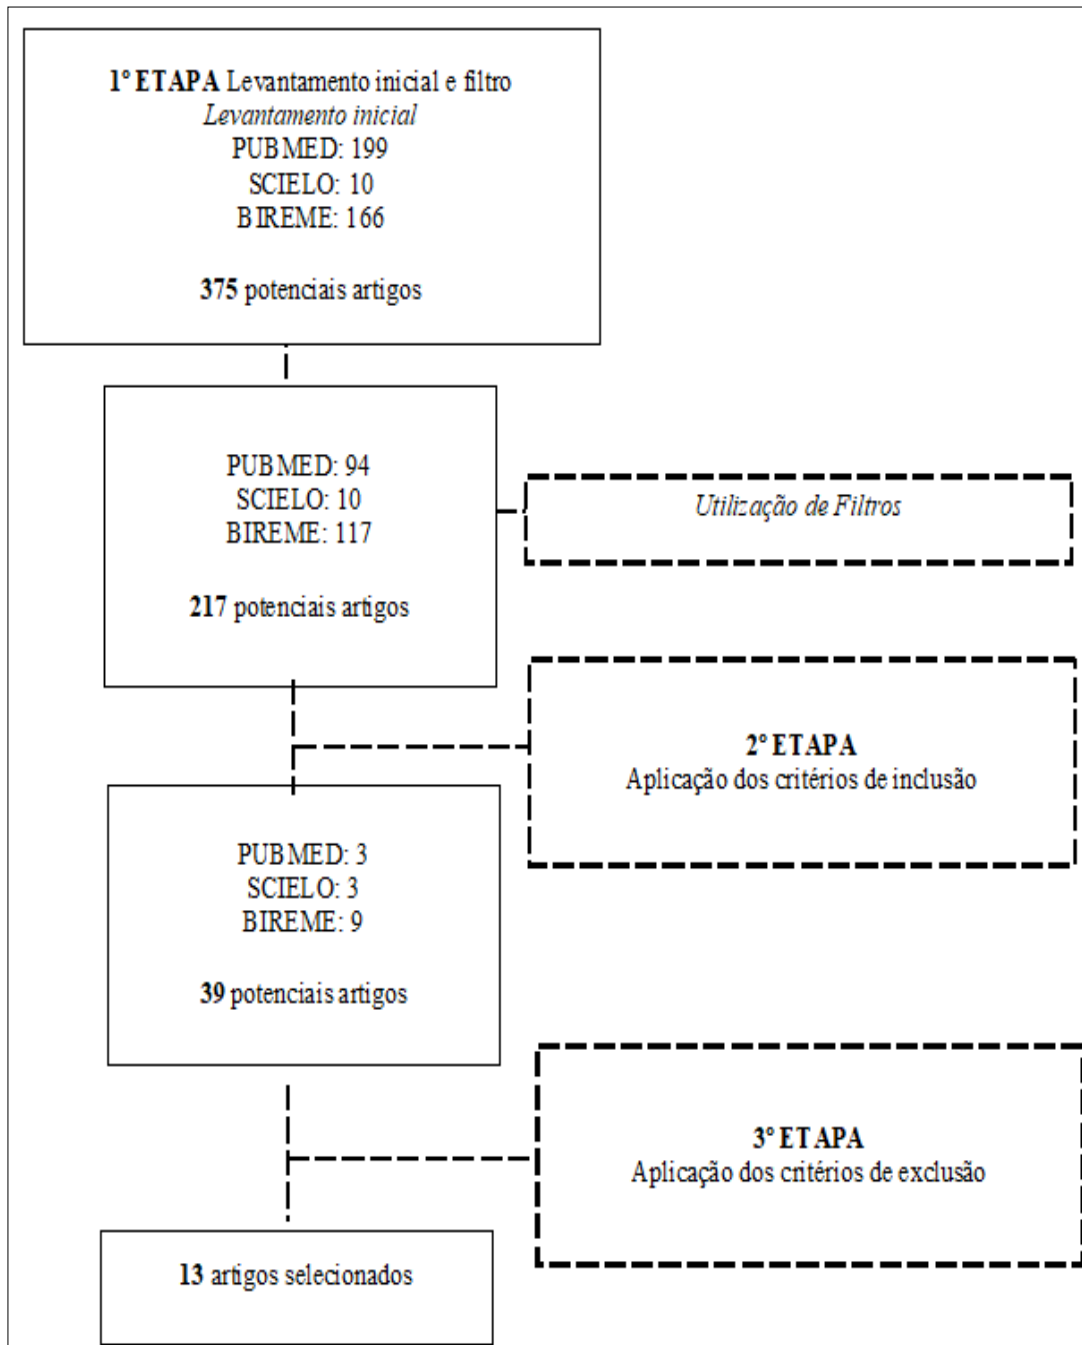 1° ETAPA Levantamento inicial e filtro
Levantamento inicial
PUBMED: 199
SCIELO: 10
BIREME: 166
375 potenciais artigos
PUBMED: 94
SCIELO: 10
BIREME: 117
217 potenciais artigos
Utilização de Filtros
2° ETAPA
Aplicação dos critérios de inclusão
PUBMED: 3
SCIELO: 3
BIREME: 9
39 potenciais artigos
3° ETAPA
Aplicação dos critérios de exclusão
13 artigos selecionados